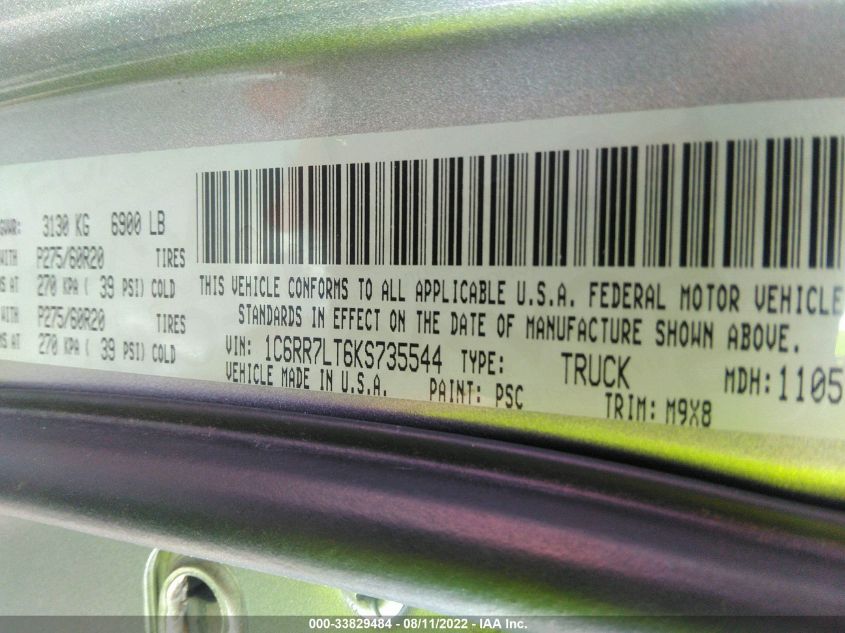 GVWR: 3130 KG 6900 LB
WITH P275/60R20 TIRES
AT 270 KPA ( 39 PSI) COLD
P275/60R20 TIRES
270 KPA ( 39 PSI) COLD
THIS VEHICLE CONFORMS TO ALL APPLICABLE U.S.A. FEDERAL MOTOR VEHICLE
STANDARDS IN EFFECT ON THE DATE OF MANUFACTURE SHOWN ABOVE.
VIN: 1C6RR7LT6KS735544 TYPE: TRUCK MDH: 1105
VEHICLE MADE IN U.S.A. PAINT: PSC TRIM: M9X8
000-33829484 - 08/11/2022 - IAA Inc.